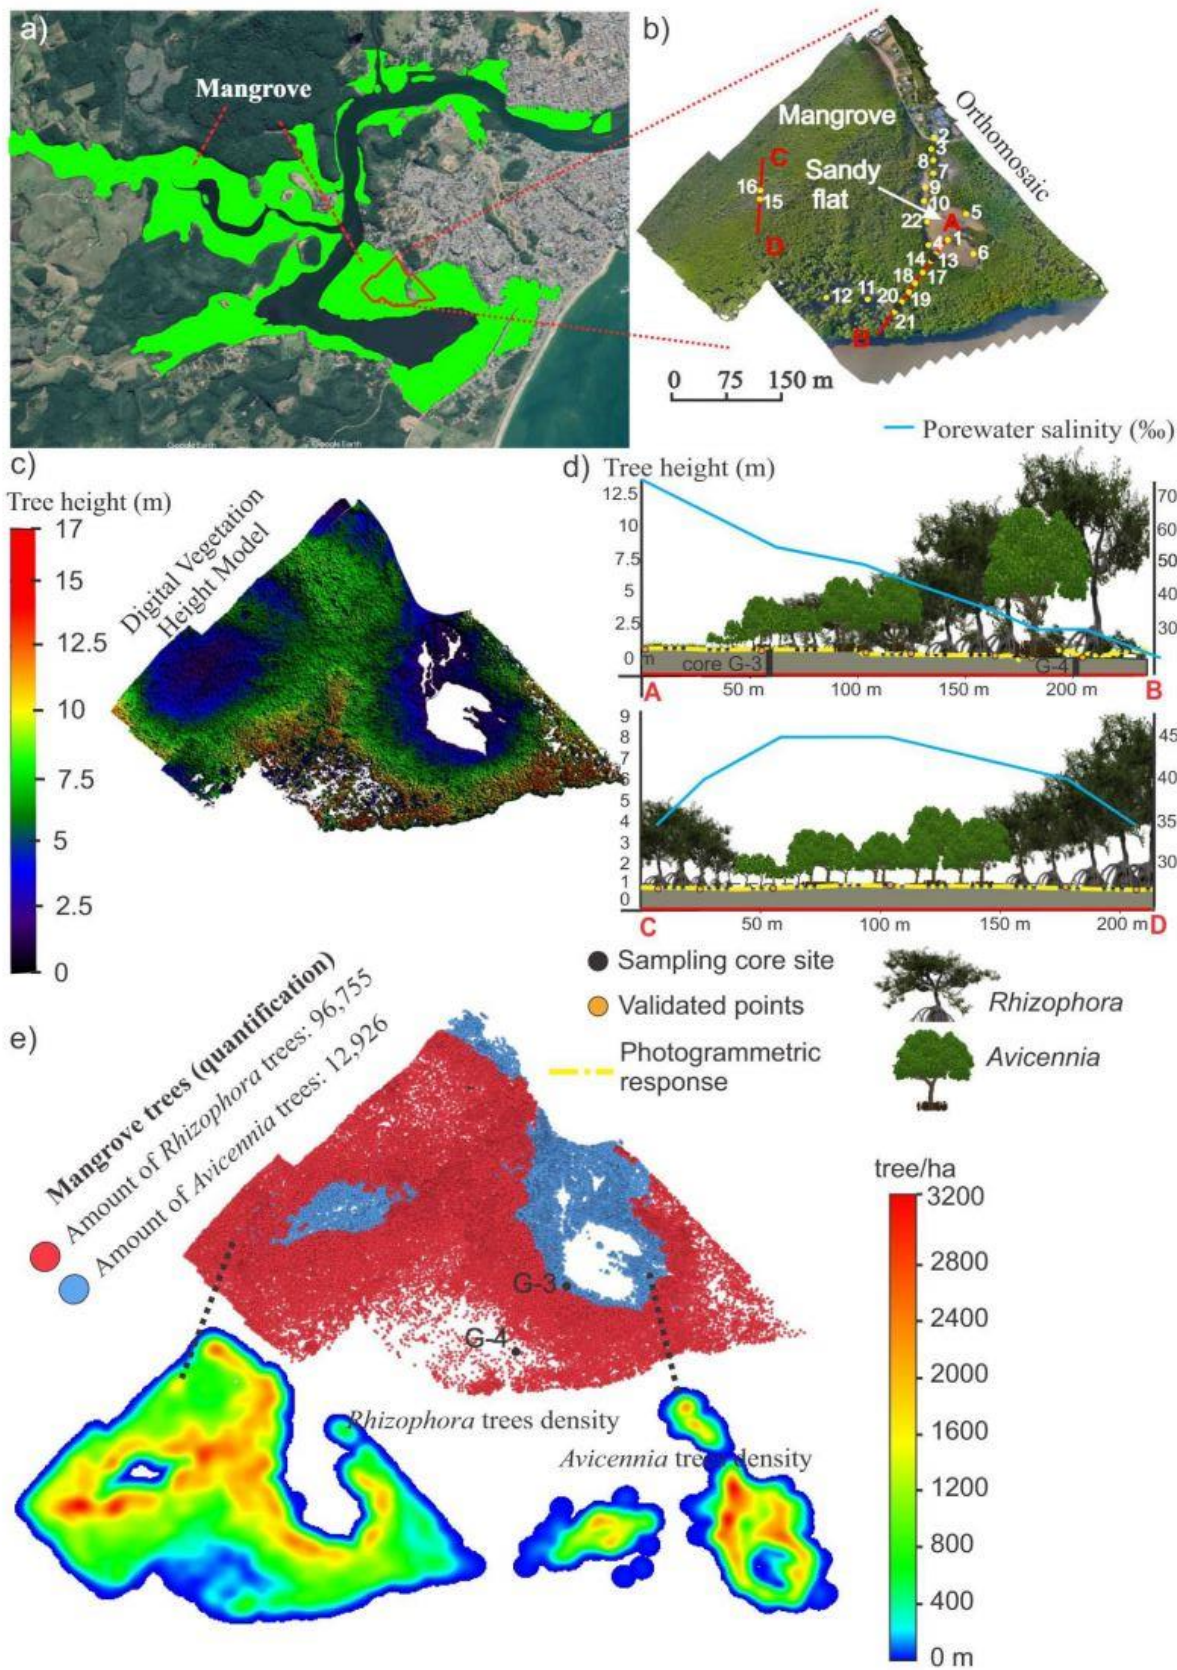 a)
Mangrove
Google Earth
Google Earth
b)
Mangrove
Orthomosaic
Sandy
flat
C
16
15
D
2
3
8
7
9
10
5
22
A
1
4
6
14
13
18
17
11
12
20
19
21
B
0 75 150 m
Porewater salinity (‰)
c)
Tree height (m)
Digital Vegetation
Height Model
17
15
12.5
10
7.5
5
2.5
0
d)
Tree height (m)
12.5
10
7.5
5
2.5
0
m
70
60
50
40
30
20
core G-3
G-4
A 50 m 100 m 150 m 200 m B
9
8
7
6
5
4
3
2
1
0
45
40
35
30
C 50 m 100 m 150 m 200 m D
Sampling core site
Validated points
Photogrammetric
response
Rhizophora
Avicennia
e)
Mangrove trees (quantification)
Amount of Rhizophora trees: 96,755
Amount of Avicennia trees: 12,926
G-3
G-4
Rhizophora trees density
Avicennia trees density
tree/ha
3200
2800
2400
2000
1600
1200
800
400
0 m